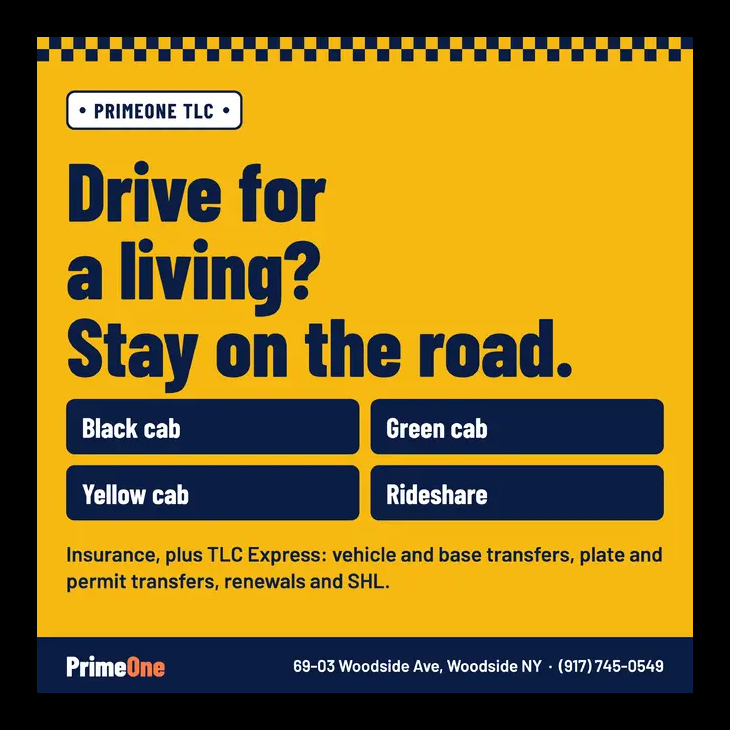 • PRIMEONE TLC •
Drive for
a living?
Stay on the road.
Black cab
Green cab
Yellow cab
Rideshare
Insurance, plus TLC Express: vehicle and base transfers, plate and
permit transfers, renewals and SHL.
PrimeOne
69-03 Woodside Ave, Woodside NY · (917) 745-0549